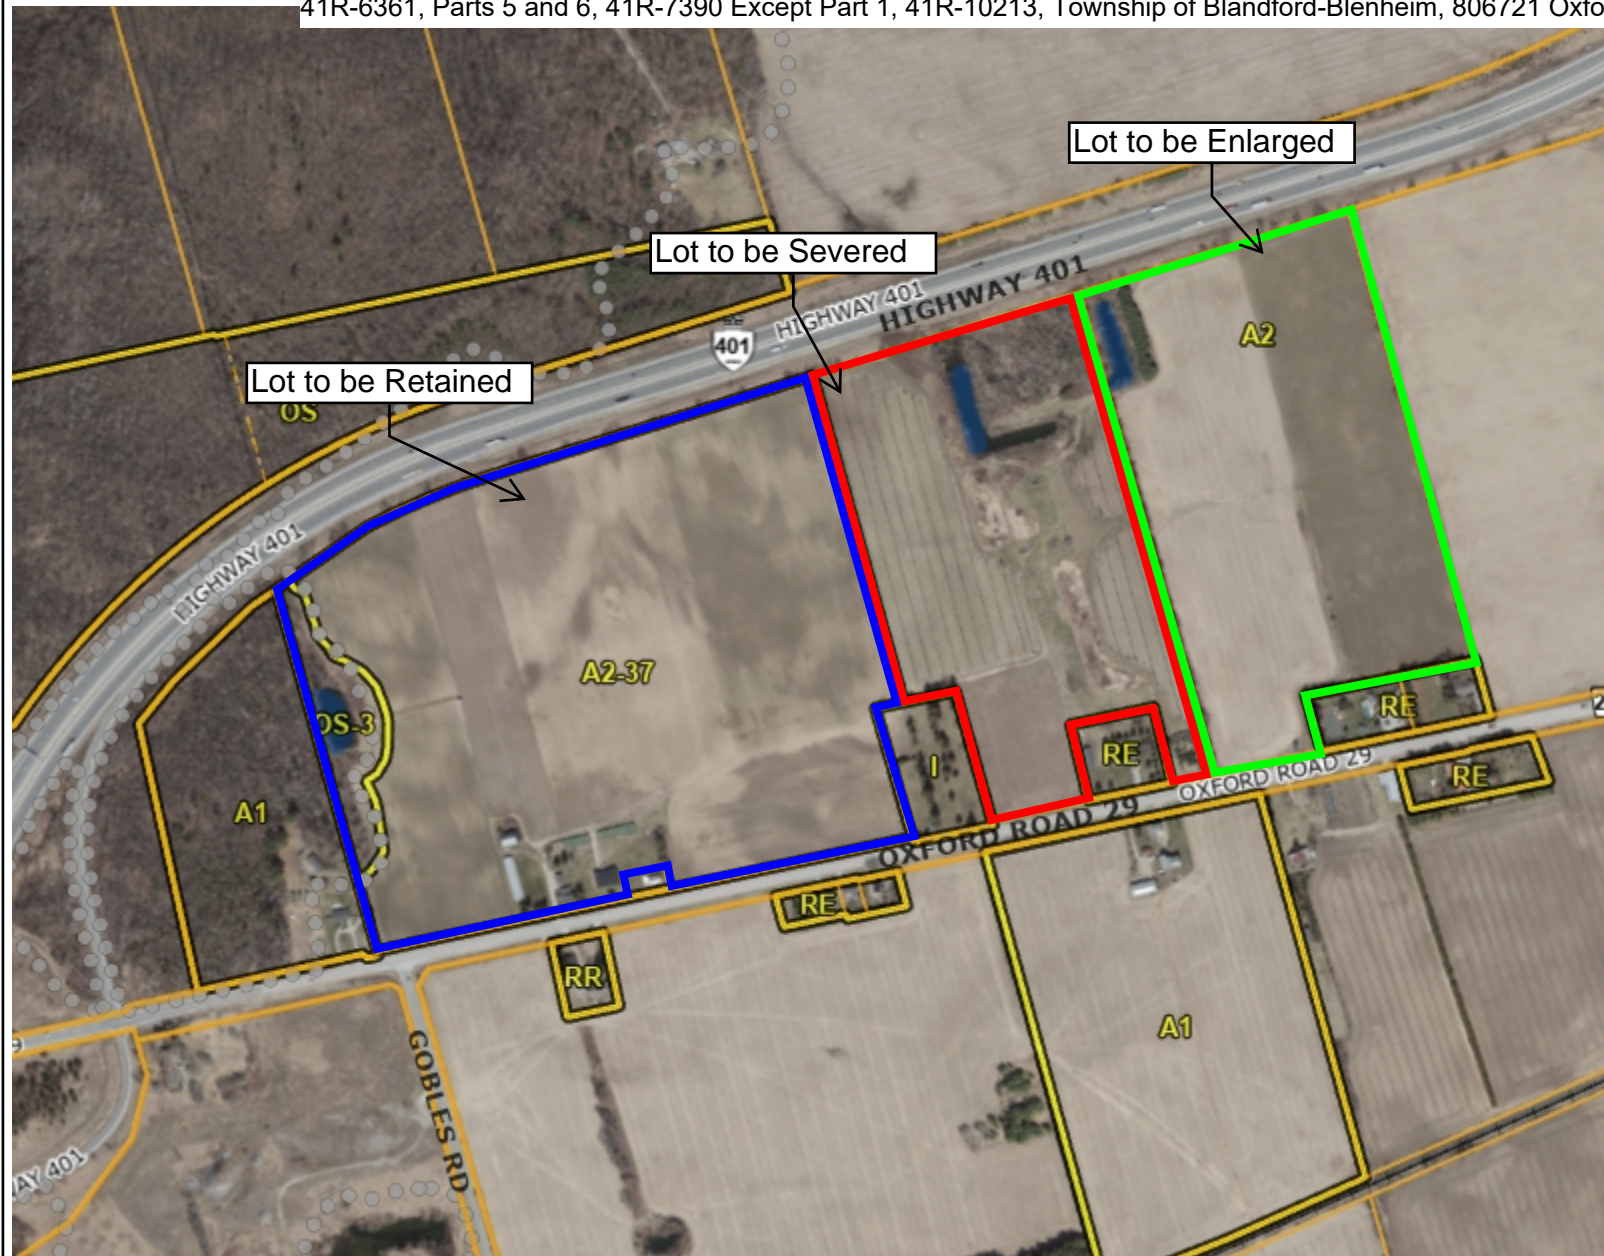 41R-6361, Parts 5 and 6, 41R-7390 Except Part 1, 41R-10213, Township of Blandford-Blenheim, 806721 Oxfo
Lot to be Enlarged
Lot to be Severed
HIGHWAY 401
HIGHWAY 401
401
A2
Lot to be Retained
OS
HIGHWAY 401
A2-37
OS-3
RE
2
I
RE
RE
OXFORD ROAD 29
A1
OXFORD ROAD 29
RE
RR
A1
GOBLES RD
WAY 401